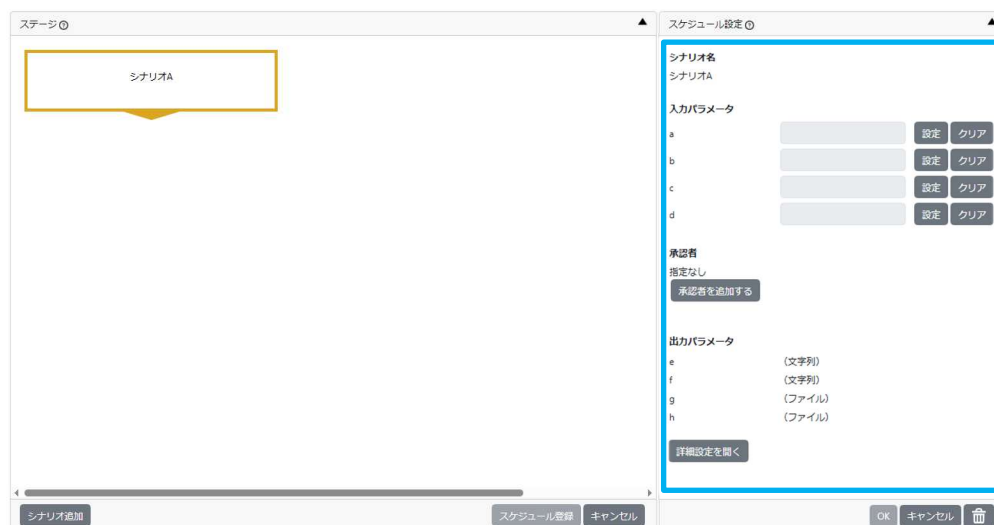 ステージ
シナリオA
シナリオ追加
スケジュール登録 キャンセル
スケジュール設定
シナリオ名
シナリオA
入力パラメータ
a 設定 クリア
b 設定 クリア
c 設定 クリア
d 設定 クリア
承認者
指定なし
承認者を追加する
出力パラメータ
e （文字列）
f （文字列）
g （ファイル）
h （ファイル）
詳細設定を開く
OK キャンセル